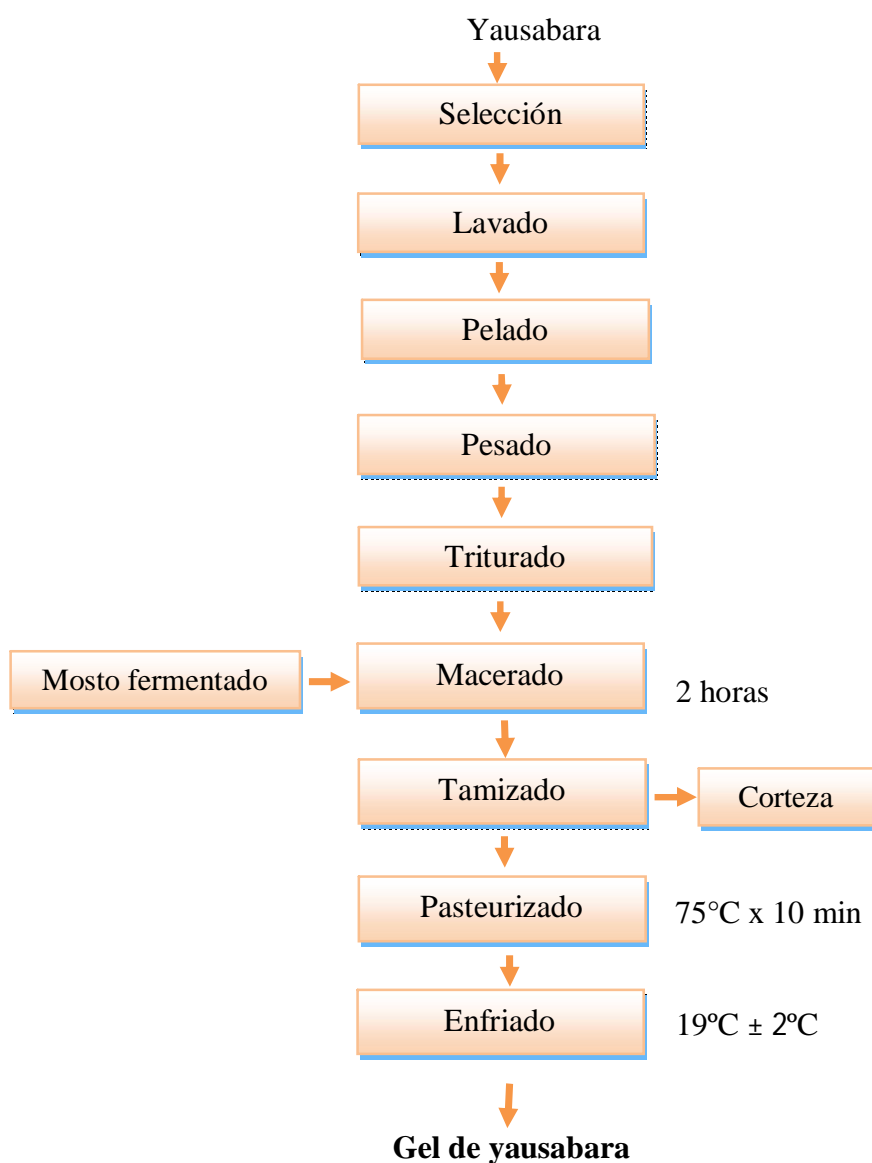 Yausabara
Selección
Lavado
Pelado
Pesado
Triturado
Mosto fermentado
Macerado
2 horas
Tamizado
Corteza
Pasteurizado
75°C x 10 min
Enfriado
19ºC ± 2ºC
Gel de yausabara